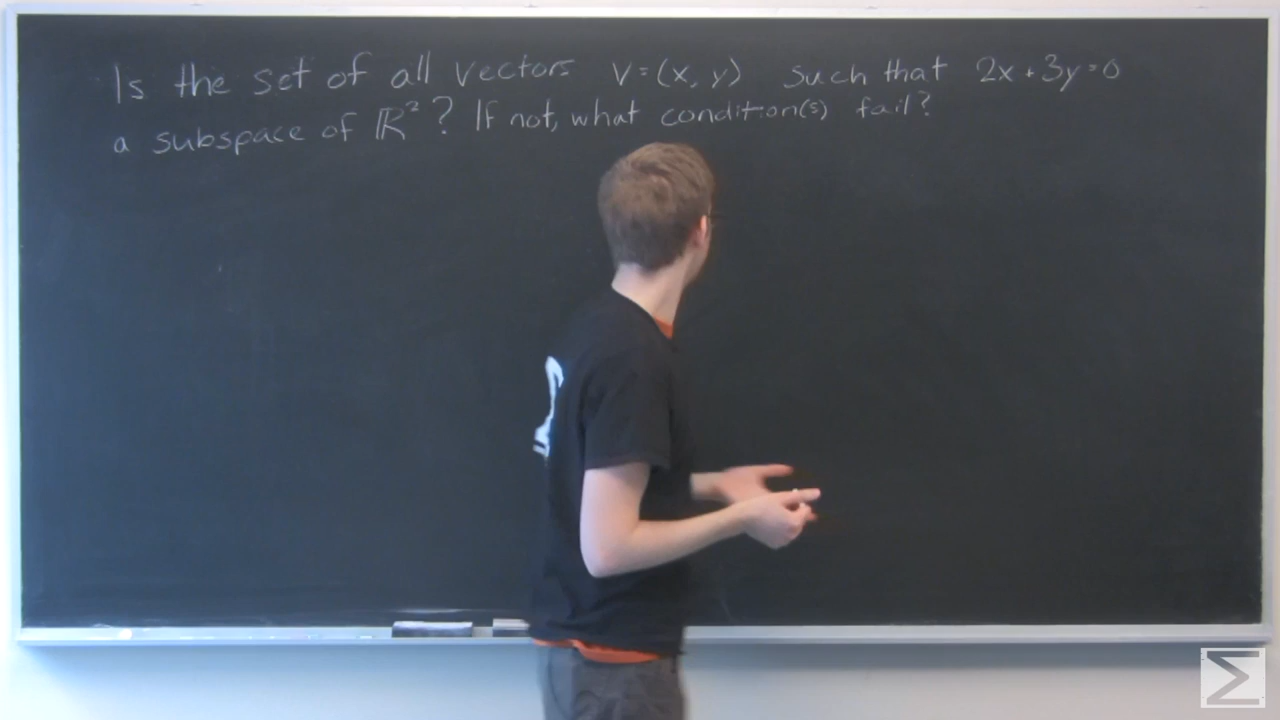 Is the set of all vectors V=(x, y) such that 2x+3y=0
a subspace of ℝ²? If not, what condition(s) fail?
Σ